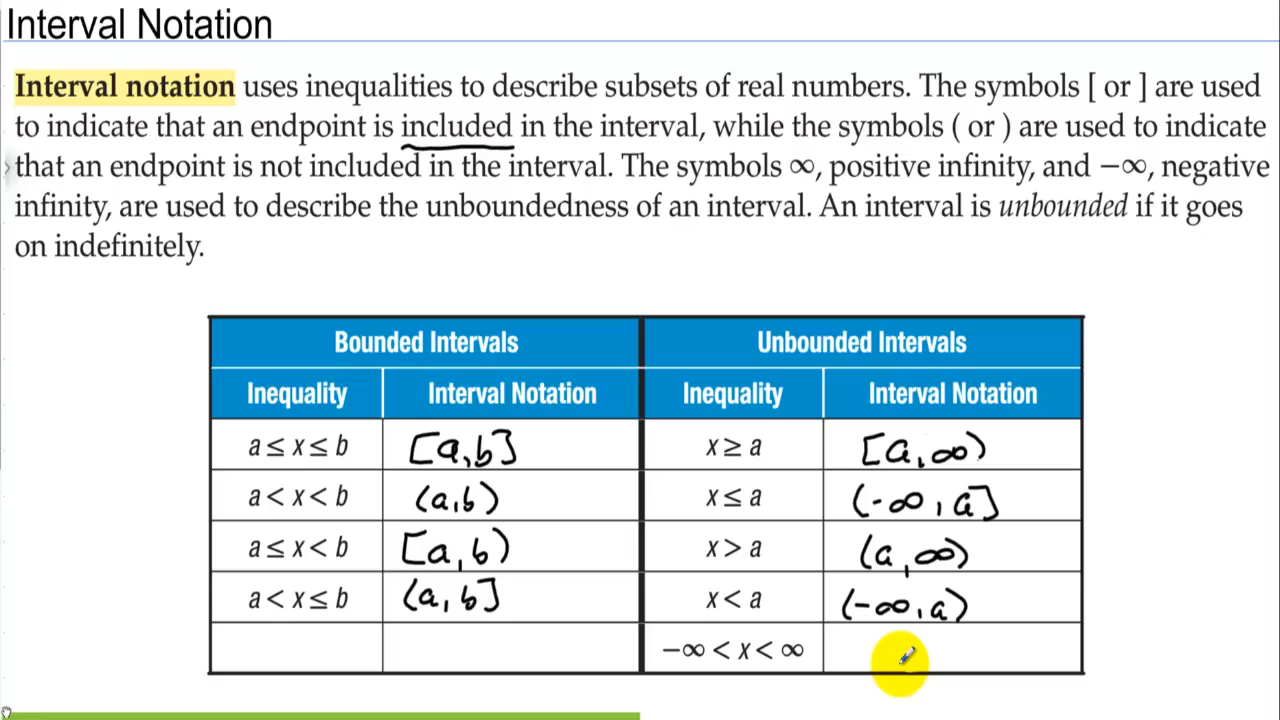 Interval Notation
Interval notation uses inequalities to describe subsets of real numbers. The symbols [ or ] are used
to indicate that an endpoint is included in the interval, while the symbols ( or ) are used to indicate
that an endpoint is not included in the interval. The symbols ∞, positive infinity, and −∞, negative
infinity, are used to describe the unboundedness of an interval. An interval is unbounded if it goes
on indefinitely.
Bounded Intervals Unbounded Intervals
Inequality Interval Notation Inequality Interval Notation
a ≤ x ≤ b [a,b] x ≥ a [a,∞)
a < x < b (a,b) x ≤ a (-∞,a]
a ≤ x < b [a,b) x > a (a,∞)
a < x ≤ b (a,b] x < a (-∞,a)
−∞ < x < ∞